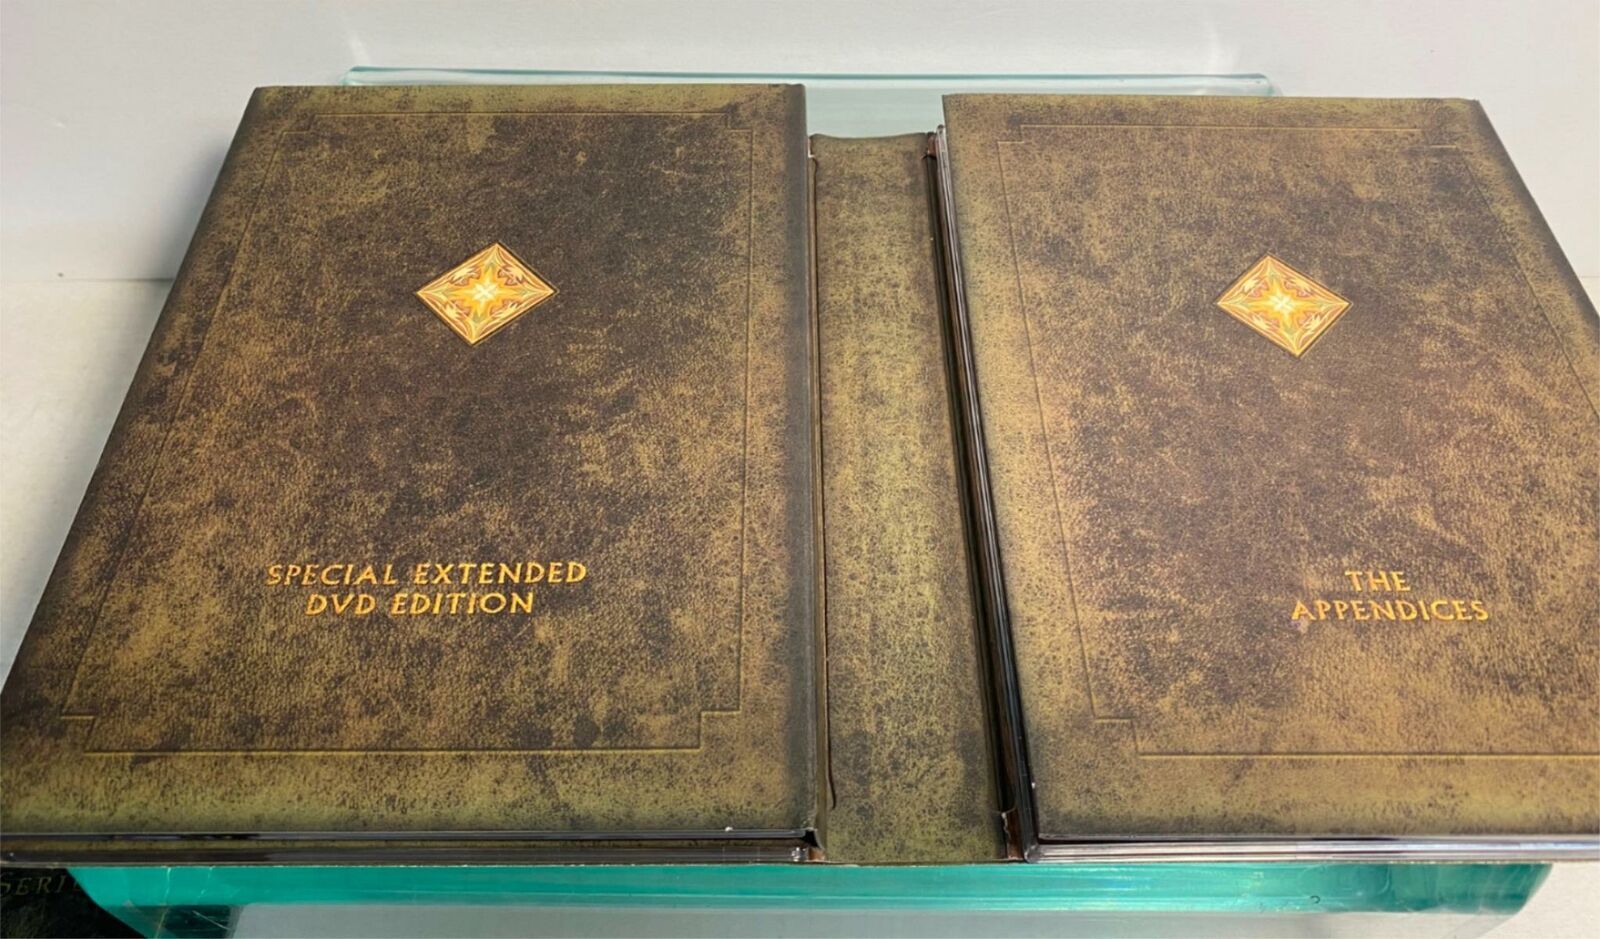 SPECIAL EXTENDED
DVD EDITION
THE
APPENDICES